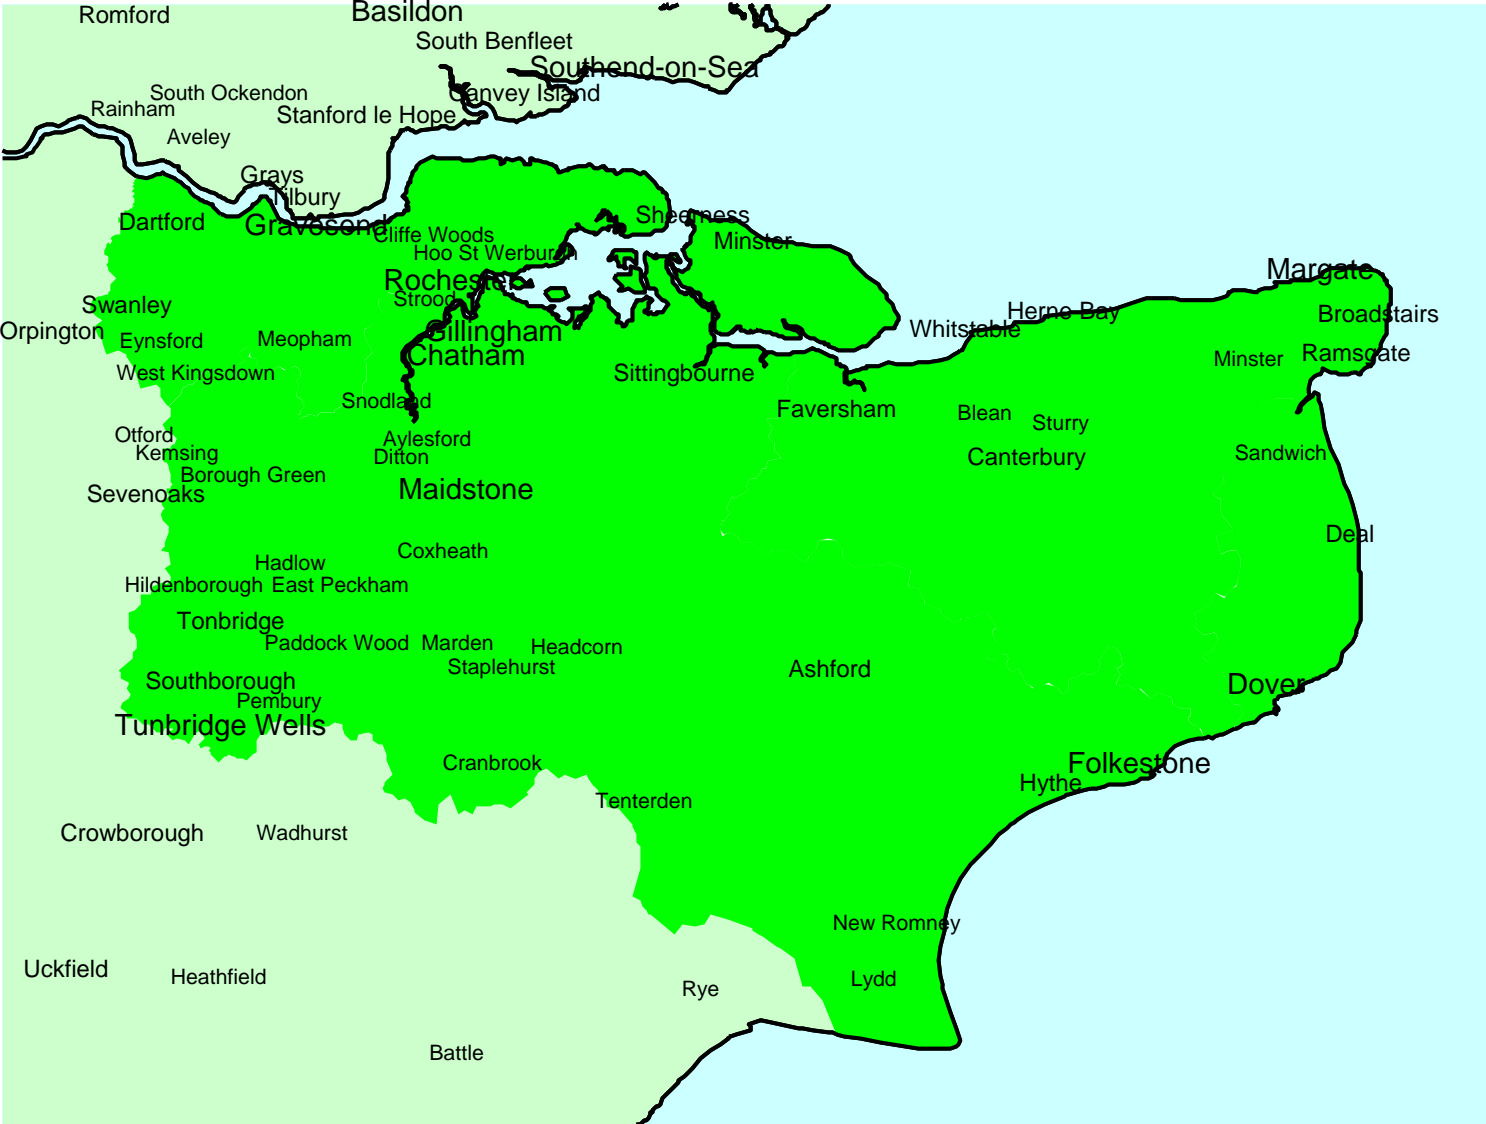 Romford
Basildon
South Benfleet
Southend-on-Sea
South Ockendon
Canvey Island
Rainham
Stanford le Hope
Aveley
Grays
Tilbury
Dartford
Gravesend
Cliffe Woods
Sheerness
Minster
Hoo St Werburgh
Rochester
Strood
Margate
Swanley
Herne Bay
Broadstairs
Orpington
Eynsford
Meopham
Gillingham
Whitstable
Chatham
Minster
Ramsgate
West Kingsdown
Sittingbourne
Snodland
Faversham
Blean
Sturry
Otford
Aylesford
Kemsing
Ditton
Canterbury
Sandwich
Borough Green
Sevenoaks
Maidstone
Deal
Coxheath
Hadlow
Hildenborough
East Peckham
Tonbridge
Paddock Wood
Marden
Headcorn
Staplehurst
Ashford
Southborough
Dover
Pembury
Tunbridge Wells
Cranbrook
Folkestone
Hythe
Tenterden
Crowborough
Wadhurst
New Romney
Uckfield
Heathfield
Lydd
Rye
Battle